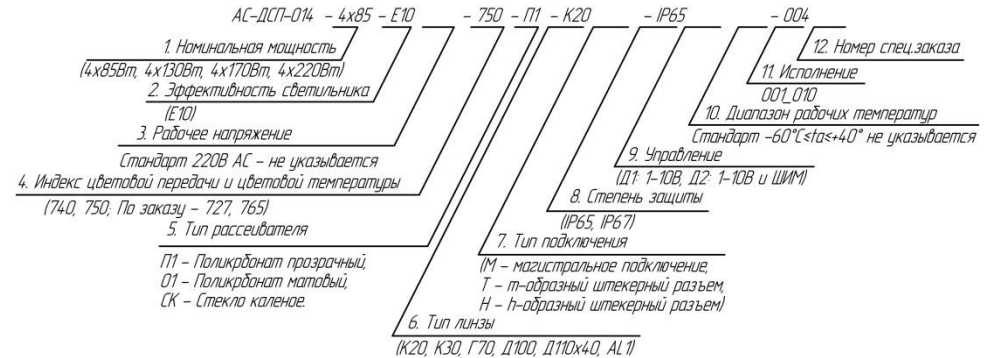 АС-ДСП-014 - 4х85 - Е10 - 750 - П1 - К20 - IP65 - 004
1. Номинальная мощность
(4х85Вт, 4х130Вт, 4х170Вт, 4х220Вт)
2. Эффективность светильника
(Е10)
3. Рабочее напряжение
Стандарт 220В АС - не указывается
4. Индекс цветовой передачи и цветовой температуры
(740, 750; По заказу - 727, 765)
5. Тип рассеивателя
П1 - Поликрбонат прозрачный,
О1 - Поликрбонат матовый,
СК - Стекло каленое.
6. Тип линзы
(К20, К30, Г70, Д100, Д110х40, AL1)
7. Тип подключения
(М - магистральное подключение,
Т - т-образный штекерный разъем,
Н - h-образный штекерный разъем)
8. Степень защиты
(IP65, IP67)
9. Управление
(Д1: 1-10В, Д2: 1-10В и ШИМ)
10. Диапазон рабочих температур
Стандарт -60°С≤ta≤+40° не указывается
11. Исполнение
001_010
12. Номер спец.заказа